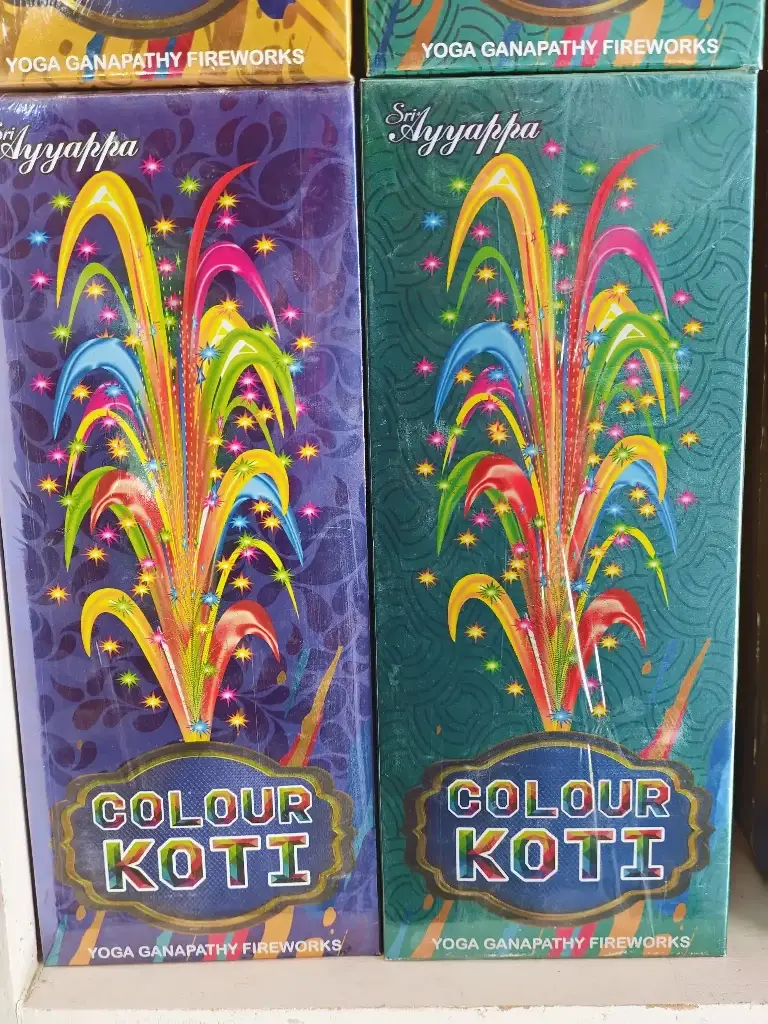 YOGA GANAPATHY FIREWORKS
YOGA GANAPATHY FIREWORKS
Sri
Ayyappa
Sri
Ayyappa
COLOUR
KOTI
COLOUR
KOTI
YOGA GANAPATHY FIREWORKS
YOGA GANAPATHY FIREWORKS